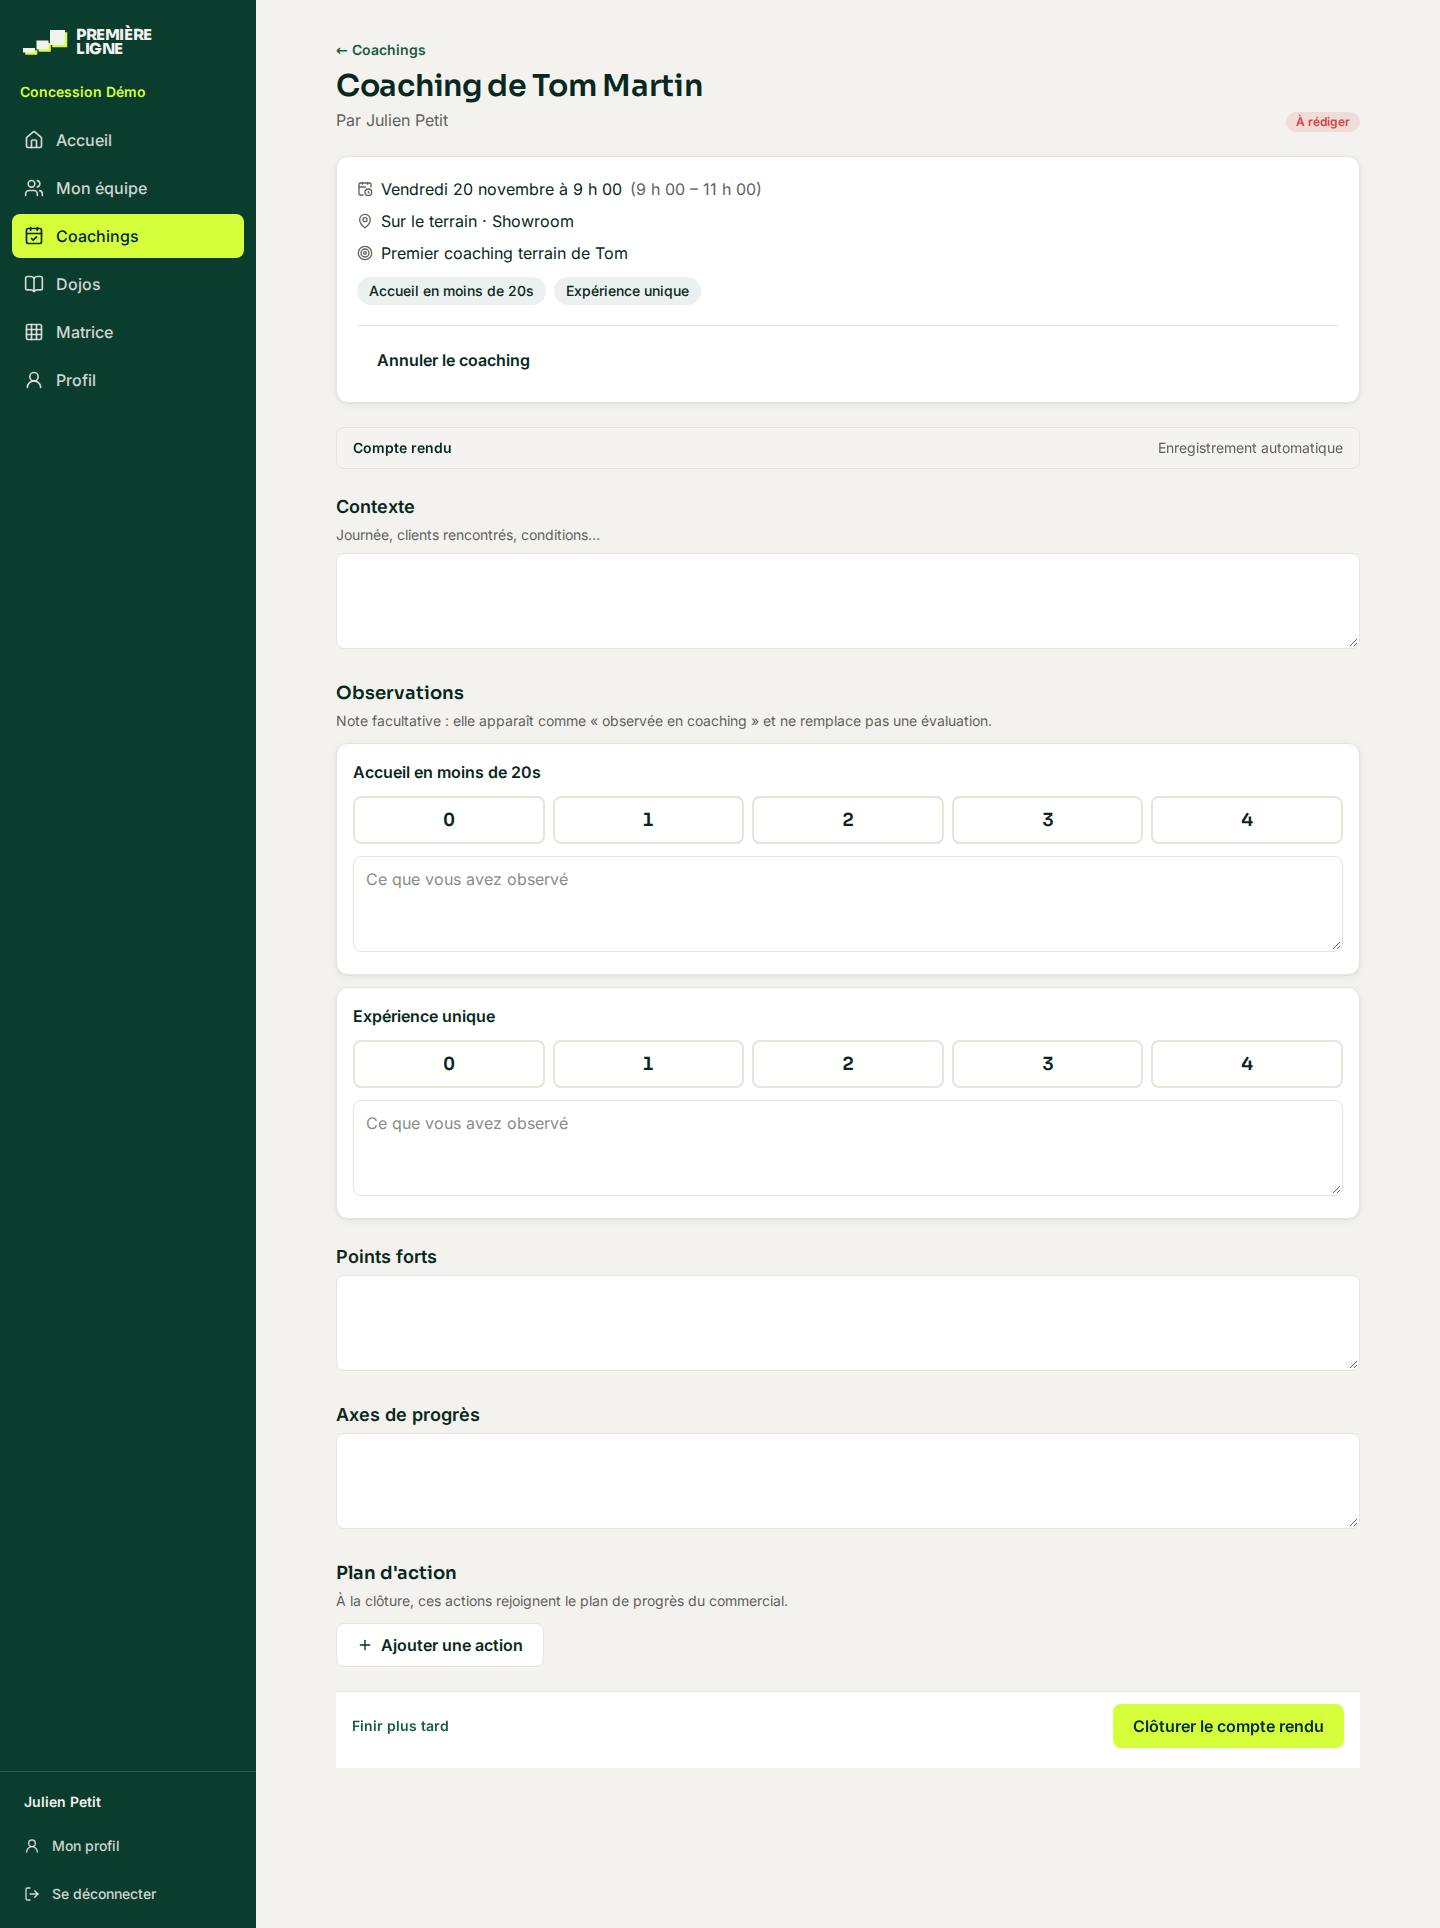 PREMIÈRE
LIGNE
Concession Démo
Accueil
Mon équipe
Coachings
Dojos
Matrice
Profil
← Coachings
Coaching de Tom Martin
Par Julien Petit
À rédiger
Vendredi 20 novembre à 9 h 00 (9 h 00 – 11 h 00)
Sur le terrain · Showroom
Premier coaching terrain de Tom
Accueil en moins de 20s
Expérience unique
Annuler le coaching
Compte rendu
Enregistrement automatique
Contexte
Journée, clients rencontrés, conditions…
Observations
Note facultative : elle apparaît comme « observée en coaching » et ne remplace pas une évaluation.
Accueil en moins de 20s
0 1 2 3 4
Ce que vous avez observé
Expérience unique
0 1 2 3 4
Ce que vous avez observé
Points forts
Axes de progrès
Plan d'action
À la clôture, ces actions rejoignent le plan de progrès du commercial.
+ Ajouter une action
Finir plus tard
Clôturer le compte rendu
Julien Petit
Mon profil
Se déconnecter